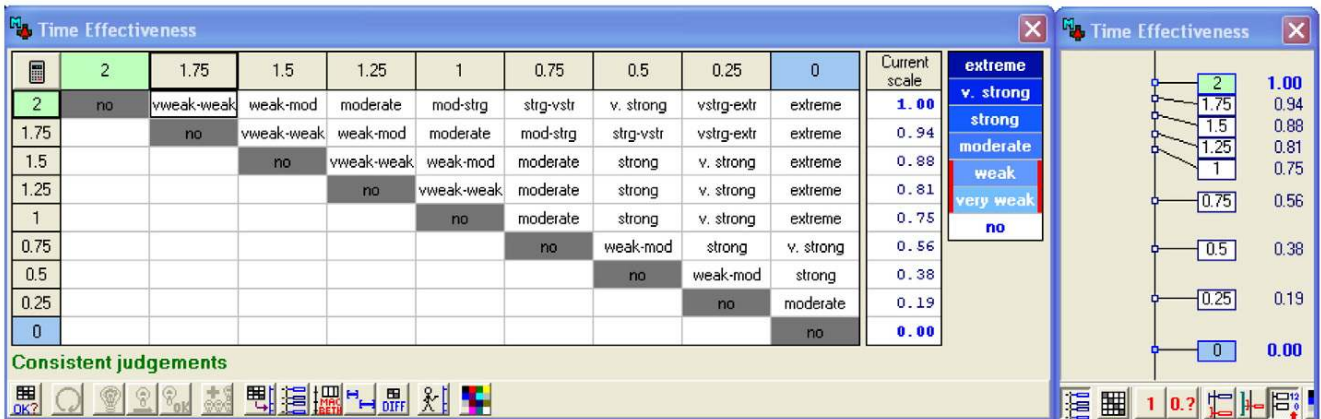 Time Effectiveness
2 1.75 1.5 1.25 1 0.75 0.5 0.25 0 Current scale
2 no vweak-weak weak-mod moderate mod-strg strg-vstr v. strong vstrg-extr extreme 1.00
1.75 no vweak-weak weak-mod moderate mod-strg strg-vstr vstrg-extr extreme 0.94
1.5 no vweak-weak weak-mod moderate strong v. strong extreme 0.88
1.25 no vweak-weak moderate strong v. strong extreme 0.81
1 no moderate strong v. strong extreme 0.75
0.75 no weak-mod strong v. strong 0.56
0.5 no weak-mod strong 0.38
0.25 no moderate 0.19
0 no 0.00
extreme
v. strong
strong
moderate
weak
very weak
no
Consistent judgements
OK? OK MAC BETH DIFF
Time Effectiveness
2 1.00
1.75 0.94
1.5 0.88
1.25 0.81
1 0.75
0.75 0.56
0.5 0.38
0.25 0.19
0 0.00
1 0.?